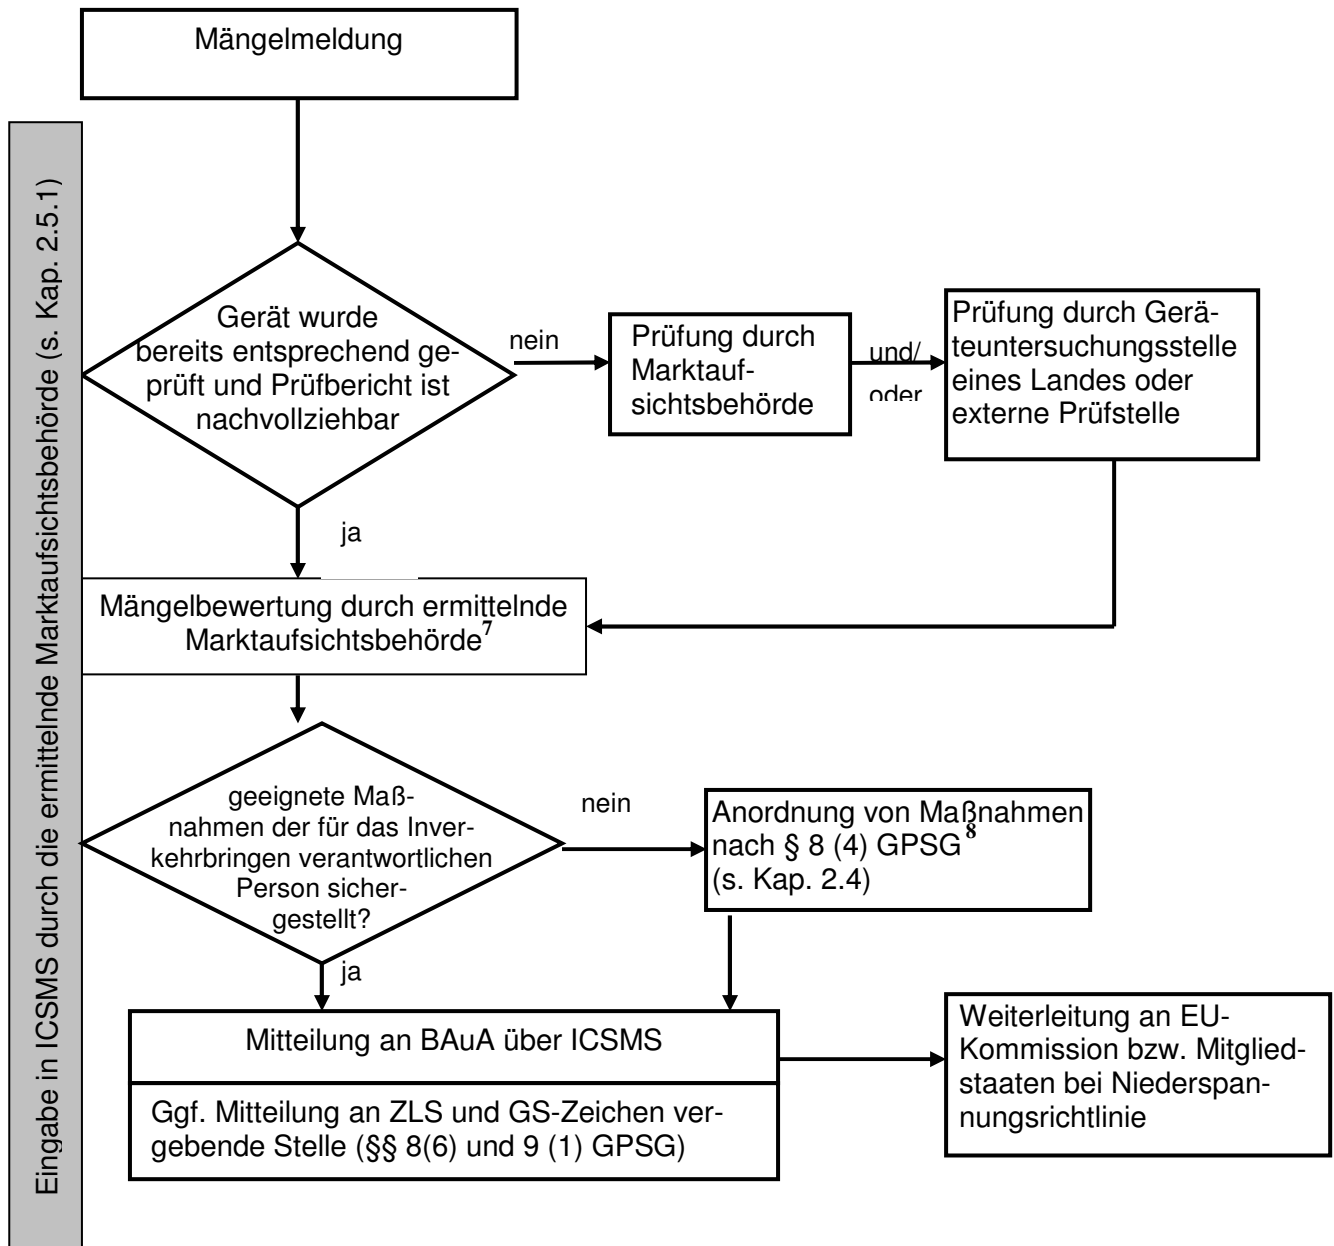 Mängelmeldung
Eingabe in ICSMS durch die ermittelnde Marktaufsichtsbehörde (s. Kap. 2.5.1)
Gerät wurde
bereits entsprechend ge-
prüft und Prüfbericht ist
nachvollziehbar
nein
Prüfung durch
Marktauf-
sichtsbehörde
und/
oder
Prüfung durch Gerä-
teuntersuchungsstelle
eines Landes oder
externe Prüfstelle
ja
Mängelbewertung durch ermittelnde
Marktaufsichtsbehörde7
geeignete Maß-
nahmen der für das Inver-
kehrbringen verantwortlichen
Person sicher-
gestellt?
nein
Anordnung von Maßnahmen
nach § 8 (4) GPSG8
(s. Kap. 2.4)
ja
Mitteilung an BAuA über ICSMS
Ggf. Mitteilung an ZLS und GS-Zeichen ver-
gebende Stelle (§§ 8(6) und 9 (1) GPSG)
Weiterleitung an EU-
Kommission bzw. Mitglied-
staaten bei Niederspan-
nungsrichtlinie